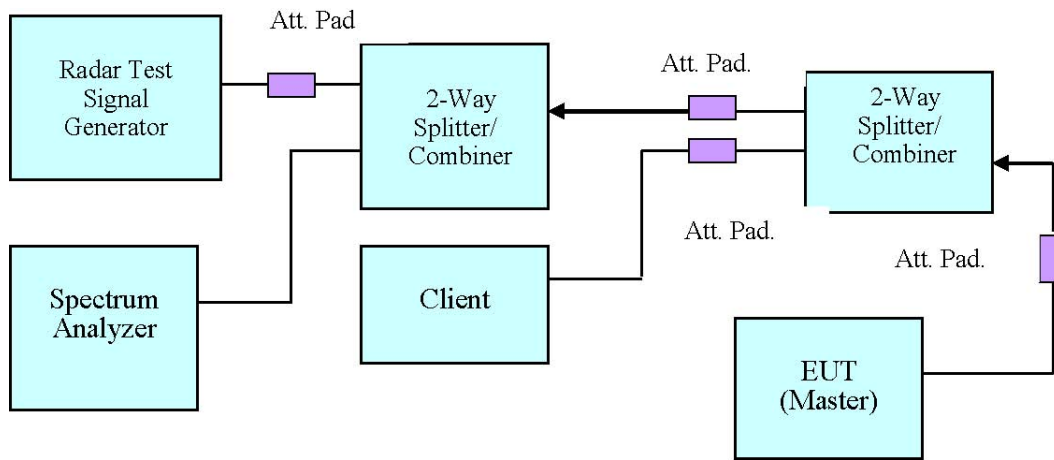 Att. Pad
Radar Test
Signal
Generator
2-Way
Splitter/
Combiner
Att. Pad.
2-Way
Splitter/
Combiner
Att. Pad.
Att. Pad.
Spectrum
Analyzer
Client
EUT
(Master)